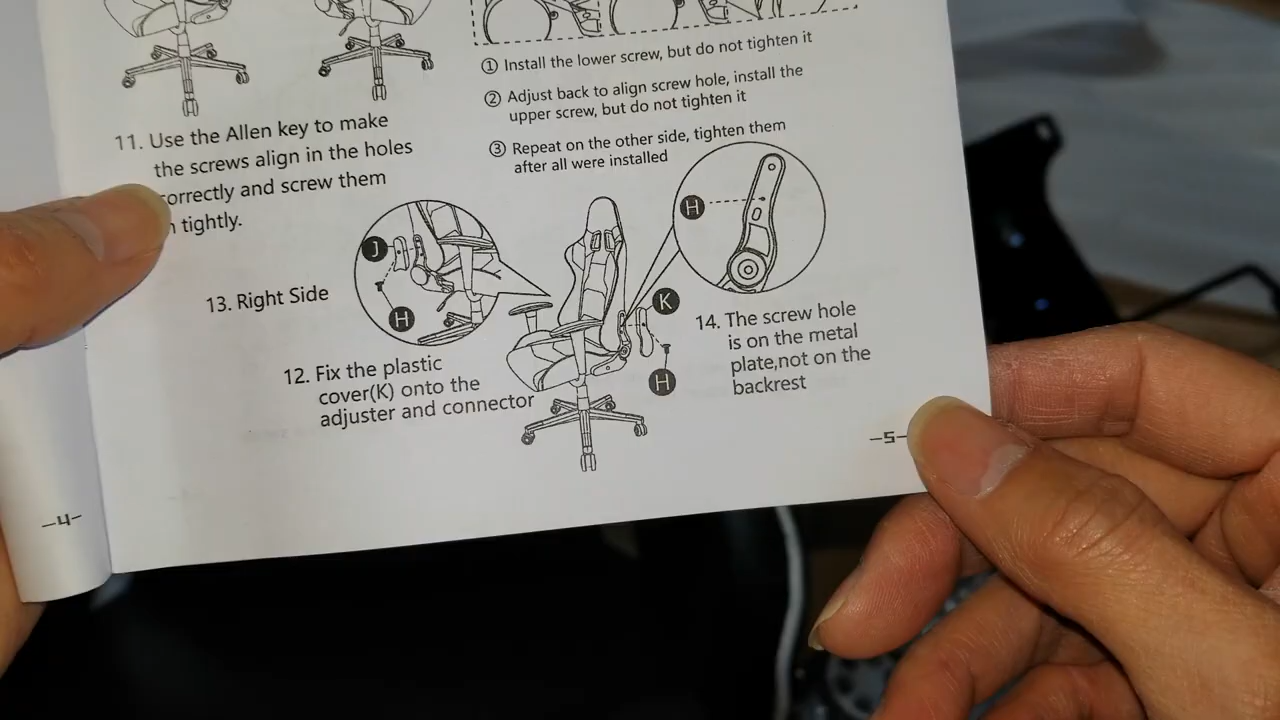 ① Install the lower screw, but do not tighten it
② Adjust back to align screw hole, install the
upper screw, but do not tighten it
③ Repeat on the other side, tighten them
after all were installed
11. Use the Allen key to make
the screws align in the holes
correctly and screw them
tightly.
H
J
H
13. Right Side
K
H
12. Fix the plastic
cover(K) onto the
adjuster and connector
14. The screw hole
is on the metal
plate,not on the
backrest
-5-
-4-